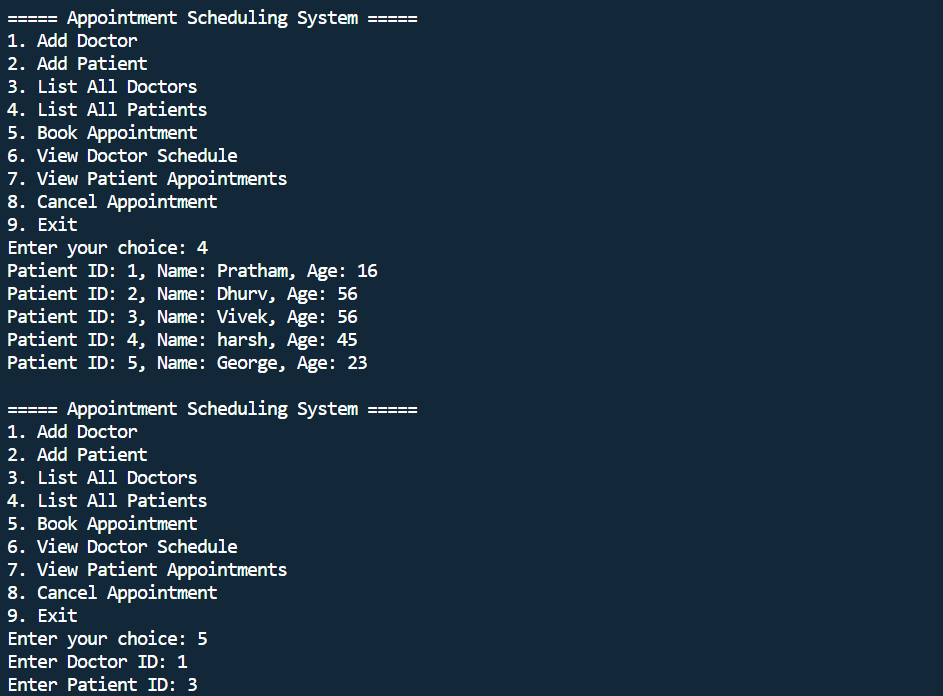 ===== Appointment Scheduling System =====
1. Add Doctor
2. Add Patient
3. List All Doctors
4. List All Patients
5. Book Appointment
6. View Doctor Schedule
7. View Patient Appointments
8. Cancel Appointment
9. Exit
Enter your choice: 4
Patient ID: 1, Name: Pratham, Age: 16
Patient ID: 2, Name: Dhurv, Age: 56
Patient ID: 3, Name: Vivek, Age: 56
Patient ID: 4, Name: harsh, Age: 45
Patient ID: 5, Name: George, Age: 23

===== Appointment Scheduling System =====
1. Add Doctor
2. Add Patient
3. List All Doctors
4. List All Patients
5. Book Appointment
6. View Doctor Schedule
7. View Patient Appointments
8. Cancel Appointment
9. Exit
Enter your choice: 5
Enter Doctor ID: 1
Enter Patient ID: 3